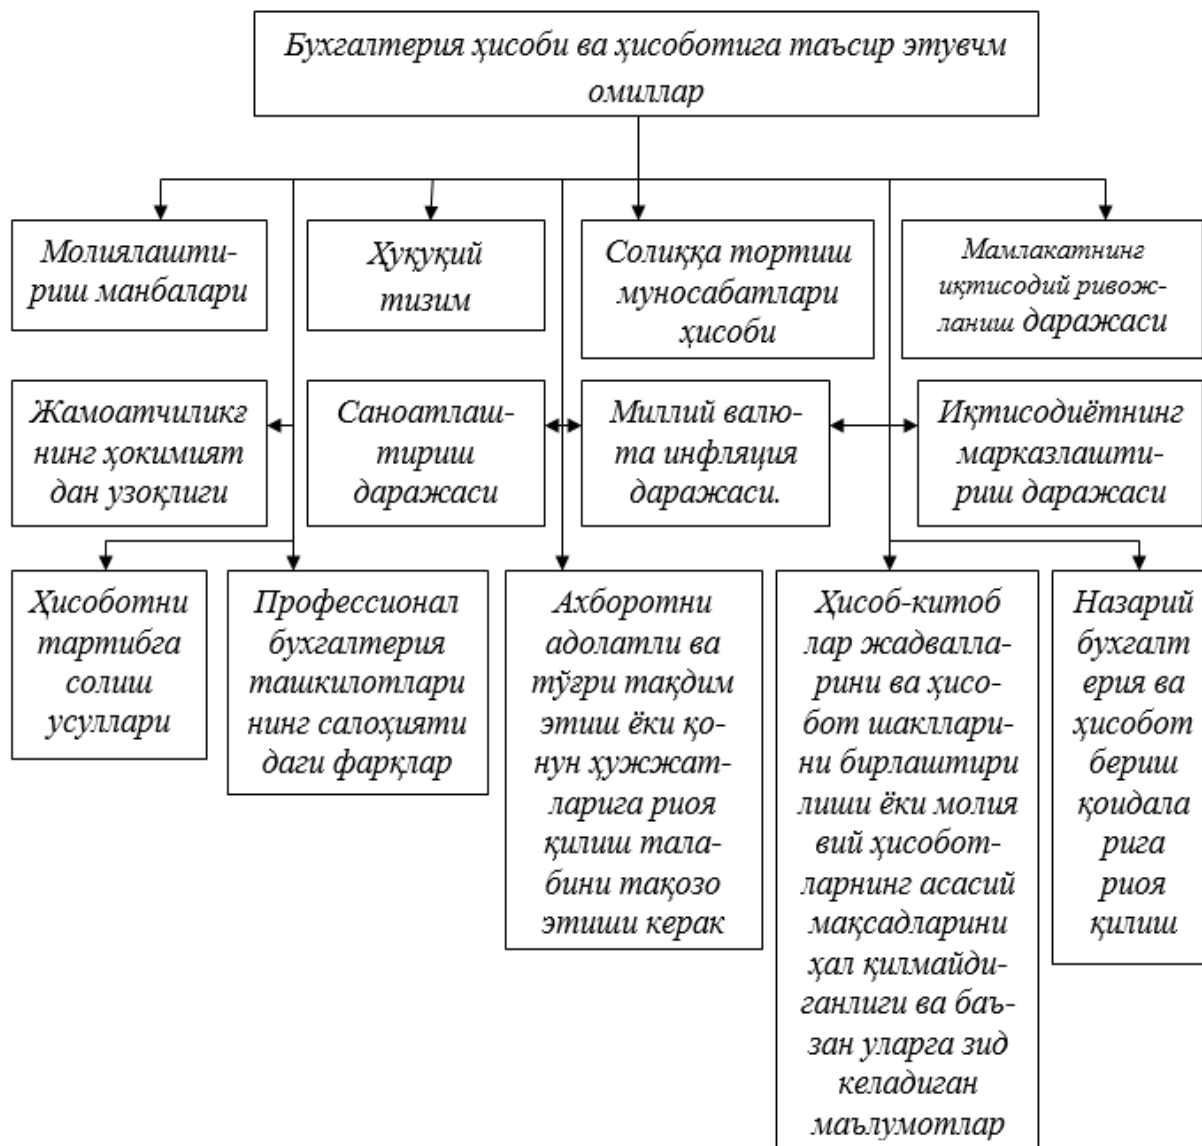 Бухгалтерия ҳисоби ва ҳисоботига таъсир этувчм
омиллар
Молиялашти-
риш манбалари
Ҳуқуқий
тизим
Солиққа тортиш
муносабатлари
ҳисоби
Мамлакатнинг
иқтисодий ривож-
ланиш даражаси
Жамоатчиликғ
нинг ҳокимият
дан узоқлиги
Саноатлаш-
тириш
даражаси
Миллий валю-
та инфляция
даражаси.
Иқтисодиётнинг
марказлашти-
риш даражаси
Ҳисоботни
тартибга
солиш
усуллари
Профессионал
бухгалтерия
ташкилотлари
нинг салоҳияти
даги фарқлар
Ахборотни
адолатли ва
тўғри тақдим
этиш ёки қо-
нун ҳужжат-
ларига риоя
қилиш тала-
бини тақозо
этиши керак
Ҳисоб-китоб
лар жадвалла-
рини ва ҳисо-
бот шакллари-
ни бирлаштири
лиши ёки молия
вий ҳисобот-
ларнинг асасий
мақсадларини
ҳал қилмайди-
ганлиги ва баъ-
зан уларга зид
келадиган
маълумотлар
Назарий
бухгалт
ерия ва
ҳисобот
бериш
қоидала
рига
риоя
қилиш